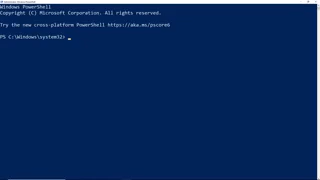 Windows PowerShell
Copyright (C) Microsoft Corporation. All rights reserved.
Try the new cross-platform PowerShell https://aka.ms/pscore6
PS C:\Windows\system32> _